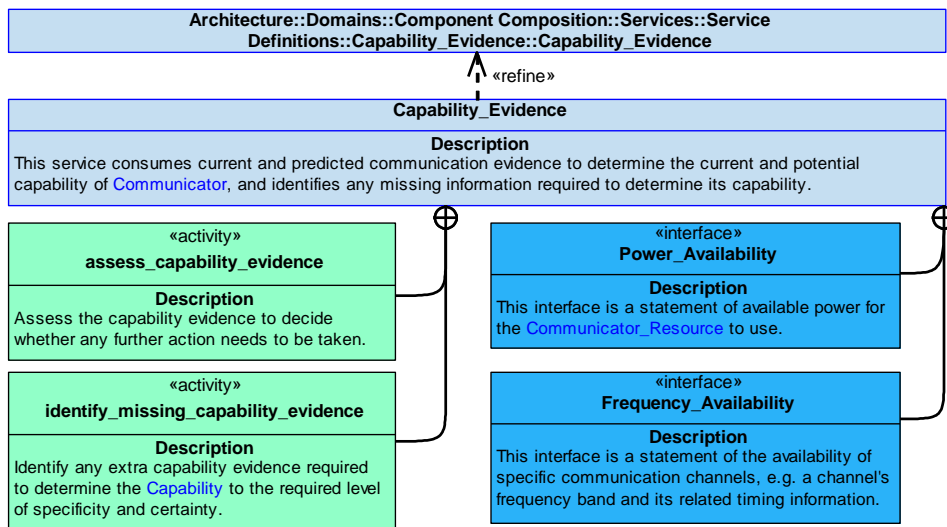 Architecture::Domains::Component Composition::Services::Service
Definitions::Capability_Evidence::Capability_Evidence
«refine»
Capability_Evidence
Description
This service consumes current and predicted communication evidence to determine the current and potential
capability of Communicator, and identifies any missing information required to determine its capability.
«activity»
assess_capability_evidence
Description
Assess the capability evidence to decide
whether any further action needs to be taken.
«interface»
Power_Availability
Description
This interface is a statement of available power for
the Communicator_Resource to use.
«activity»
identify_missing_capability_evidence
Description
Identify any extra capability evidence required
to determine the Capability to the required level
of specificity and certainty.
«interface»
Frequency_Availability
Description
This interface is a statement of the availability of
specific communication channels, e.g. a channel's
frequency band and its related timing information.